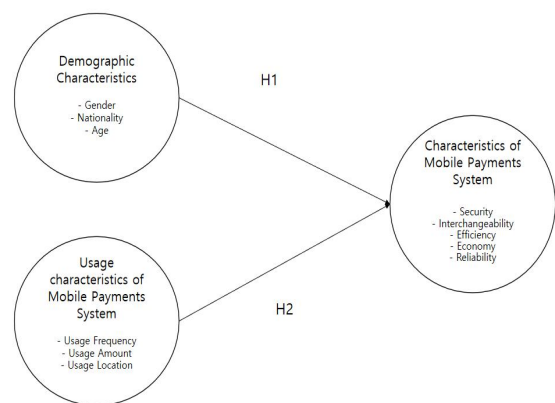 Demographic
Characteristics
- Gender
- Nationality
- Age
H1
Characteristics of
Mobile Payments
System
- Security
- Interchangeability
- Efficiency
- Economy
- Reliability
Usage
characteristics of
Mobile Payments
System
- Usage Frequency
- Usage Amount
- Usage Location
H2